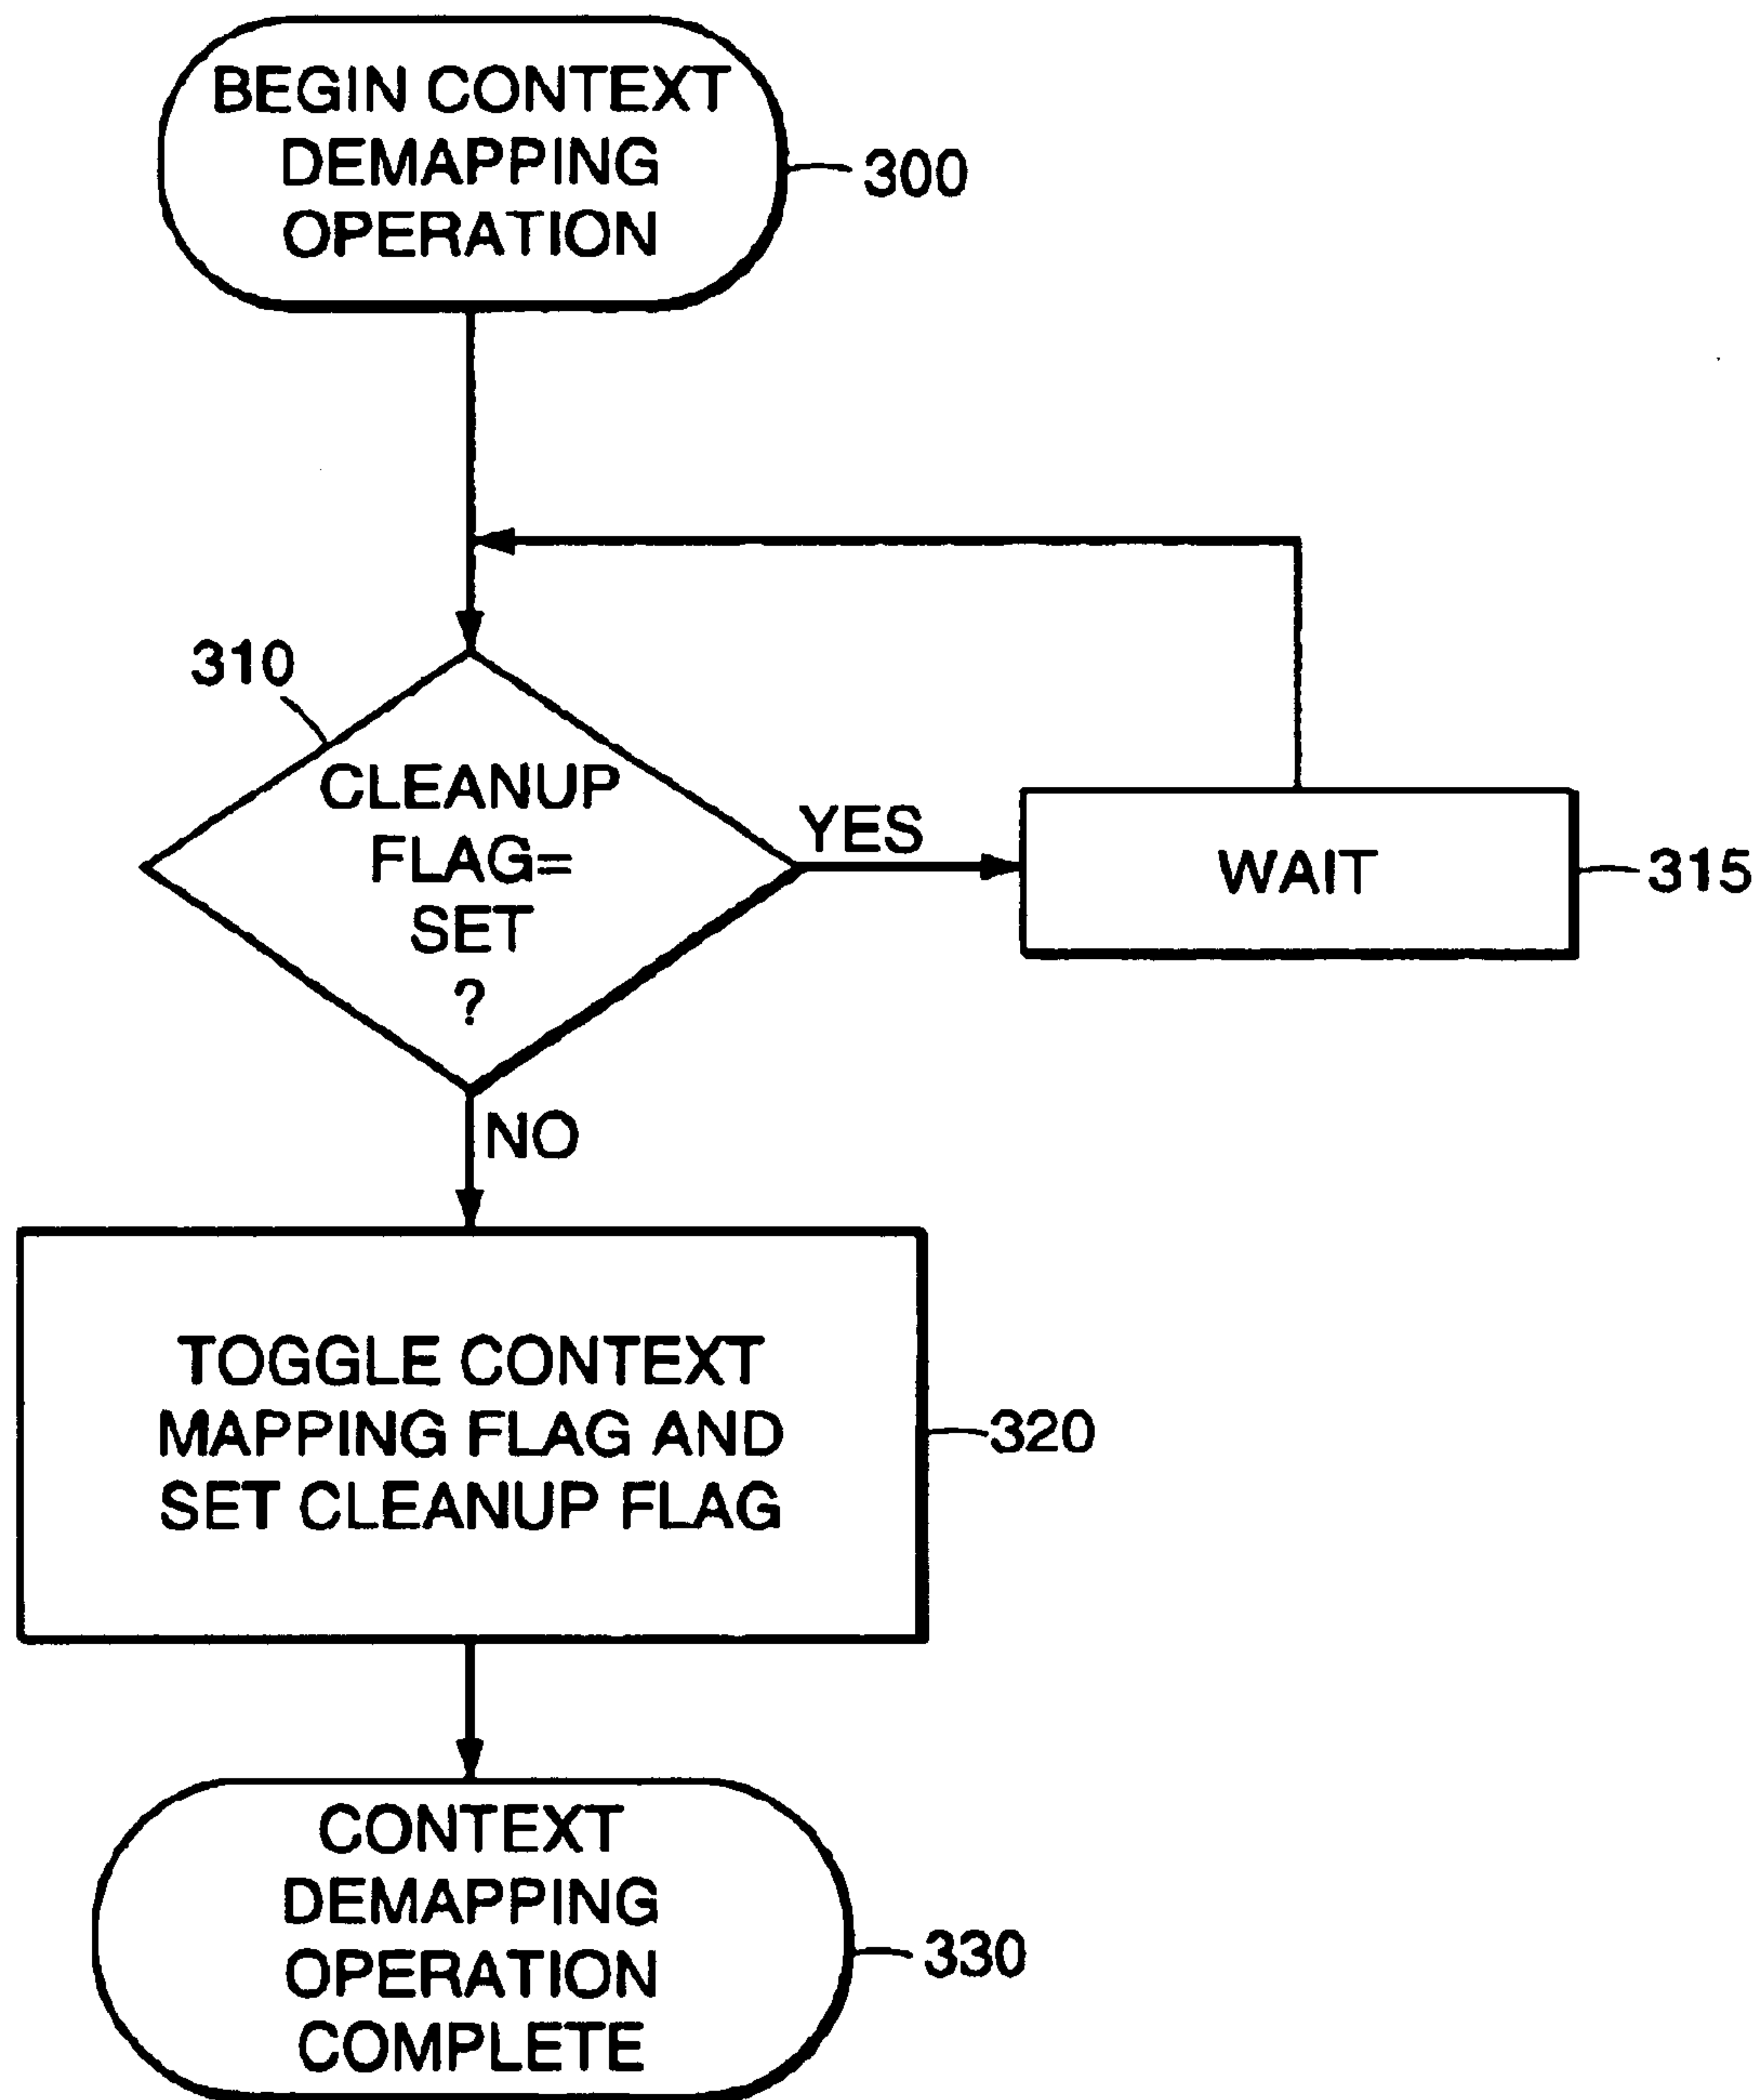 BEGIN CONTEXT
DEMAPPING
OPERATION
300
310
CLEANUP
FLAG=
SET
?
YES
WAIT
315
NO
TOGGLE CONTEXT
MAPPING FLAG AND
SET CLEANUP FLAG
320
CONTEXT
DEMAPPING
OPERATION
COMPLETE
330